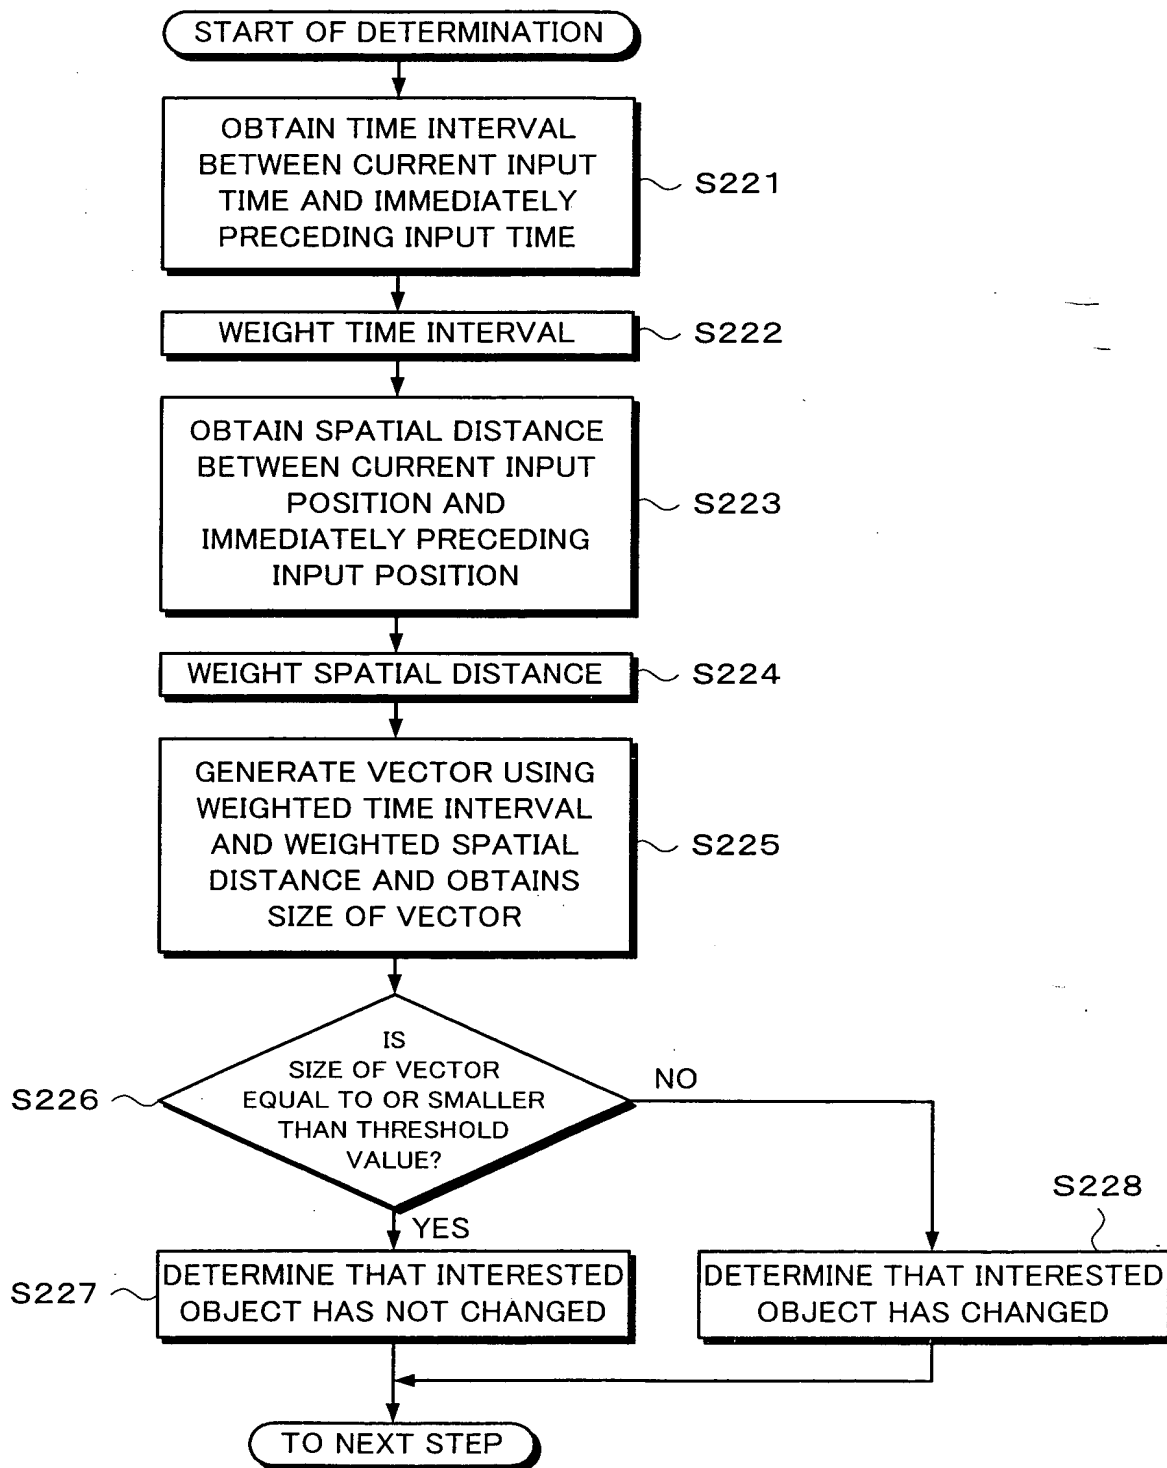 START OF DETERMINATION
OBTAIN TIME INTERVAL
BETWEEN CURRENT INPUT
TIME AND IMMEDIATELY
PRECEDING INPUT TIME
S221
WEIGHT TIME INTERVAL
S222
OBTAIN SPATIAL DISTANCE
BETWEEN CURRENT INPUT
POSITION AND
IMMEDIATELY PRECEDING
INPUT POSITION
S223
WEIGHT SPATIAL DISTANCE
S224
GENERATE VECTOR USING
WEIGHTED TIME INTERVAL
AND WEIGHTED SPATIAL
DISTANCE AND OBTAINS
SIZE OF VECTOR
S225
IS
SIZE OF VECTOR
EQUAL TO OR SMALLER
THAN THRESHOLD
VALUE?
S226
NO
YES
S228
S227
DETERMINE THAT INTERESTED
OBJECT HAS NOT CHANGED
DETERMINE THAT INTERESTED
OBJECT HAS CHANGED
TO NEXT STEP